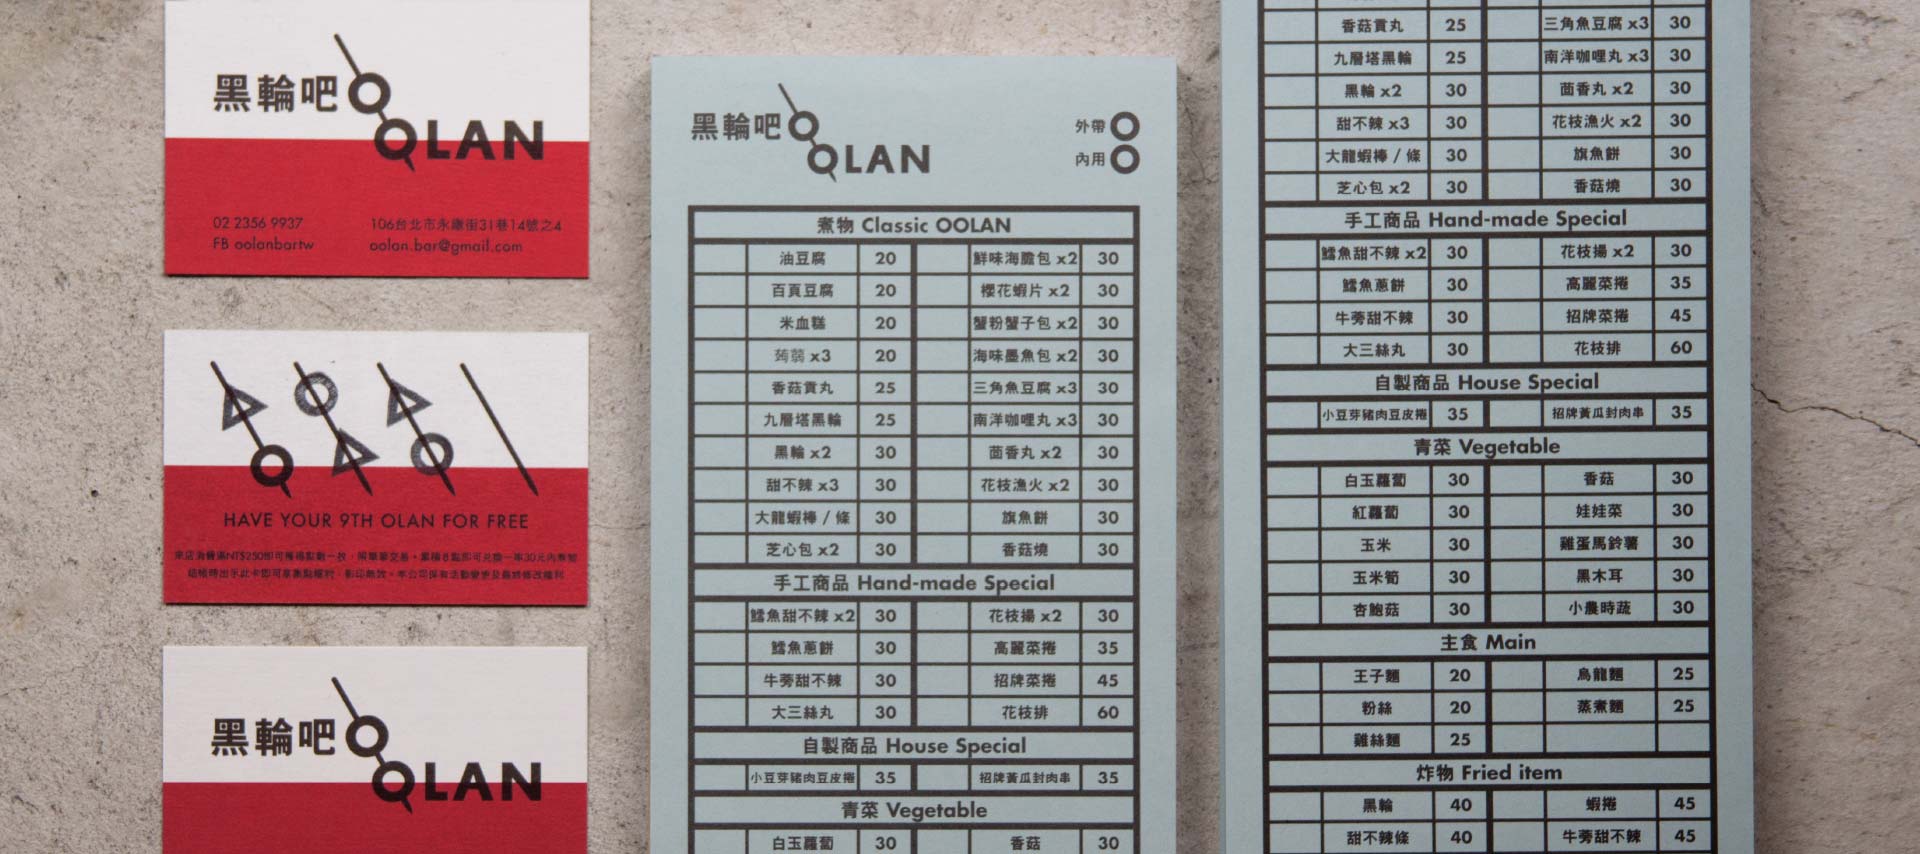 黑輪吧 OOLAN
02 2356 9937
106台北市永康街31巷14號之4
FB oolanbartw
oolan.bar@gmail.com
HAVE YOUR 9TH OLAN FOR FREE
黑輪吧 OOLAN
黑輪吧 OOLAN
外帶
內用
煮物 Classic OOLAN
油豆腐 20 鮮味海膽包 x2 30
百頁豆腐 20 櫻花蝦片 x2 30
米血糕 20 蟹粉蟹子包 x2 30
蒟蒻 x3 20 海味墨魚包 x2 30
香菇貢丸 25 三角魚豆腐 x3 30
九層塔黑輪 25 南洋咖哩丸 x3 30
黑輪 x2 30 茴香丸 x2 30
甜不辣 x3 30 花枝漁火 x2 30
大龍蝦棒 / 條 30 旗魚餅 30
芝心包 x2 30 香菇燒 30
手工商品 Hand-made Special
鱈魚甜不辣 x2 30 花枝揚 x2 30
鱈魚蔥餅 30 高麗菜捲 35
牛蒡甜不辣 30 招牌菜捲 45
大三絲丸 30 花枝排 60
自製商品 House Special
小豆芽豬肉豆皮捲 35 招牌黃瓜封肉串 35
青菜 Vegetable
白玉蘿蔔 30 香菇 30
香菇貢丸 25 三角魚豆腐 x3 30
九層塔黑輪 25 南洋咖哩丸 x3 30
黑輪 x2 30 茴香丸 x2 30
甜不辣 x3 30 花枝漁火 x2 30
大龍蝦棒 / 條 30 旗魚餅 30
芝心包 x2 30 香菇燒 30
手工商品 Hand-made Special
鱈魚甜不辣 x2 30 花枝揚 x2 30
鱈魚蔥餅 30 高麗菜捲 35
牛蒡甜不辣 30 招牌菜捲 45
大三絲丸 30 花枝排 60
自製商品 House Special
小豆芽豬肉豆皮捲 35 招牌黃瓜封肉串 35
青菜 Vegetable
白玉蘿蔔 30 香菇 30
紅蘿蔔 30 娃娃菜 30
玉米 30 雞蛋馬鈴薯 30
玉米筍 30 黑木耳 30
杏鮑菇 30 小農時蔬 30
主食 Main
王子麵 20 烏龍麵 25
粉絲 20 蒸煮麵 25
雞絲麵 25
炸物 Fried item
黑輪 40 蝦捲 45
甜不辣條 40 牛蒡甜不辣 45